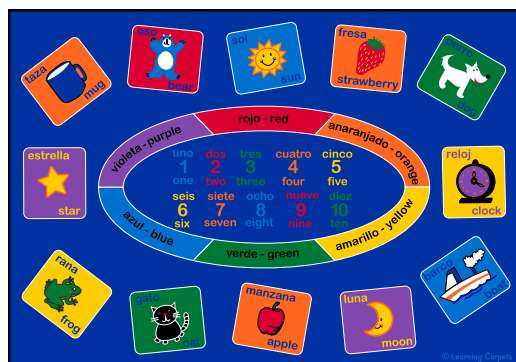 taza
mug
oso
bear
sol
sun
fresa
strawberry
perro
dog
estrella
star
reloj
clock
rojo - red
violeta - purple
anaranjado - orange
azul - blue
amarillo - yellow
verde - green
uno dos tres cuatro cinco
1 2 3 4 5
one two three four five
seis siete ocho nueve diez
6 7 8 9 10
six seven eight nine ten
rana
frog
gato
cat
manzana
apple
luna
moon
barco
boat
© Learning Carpets